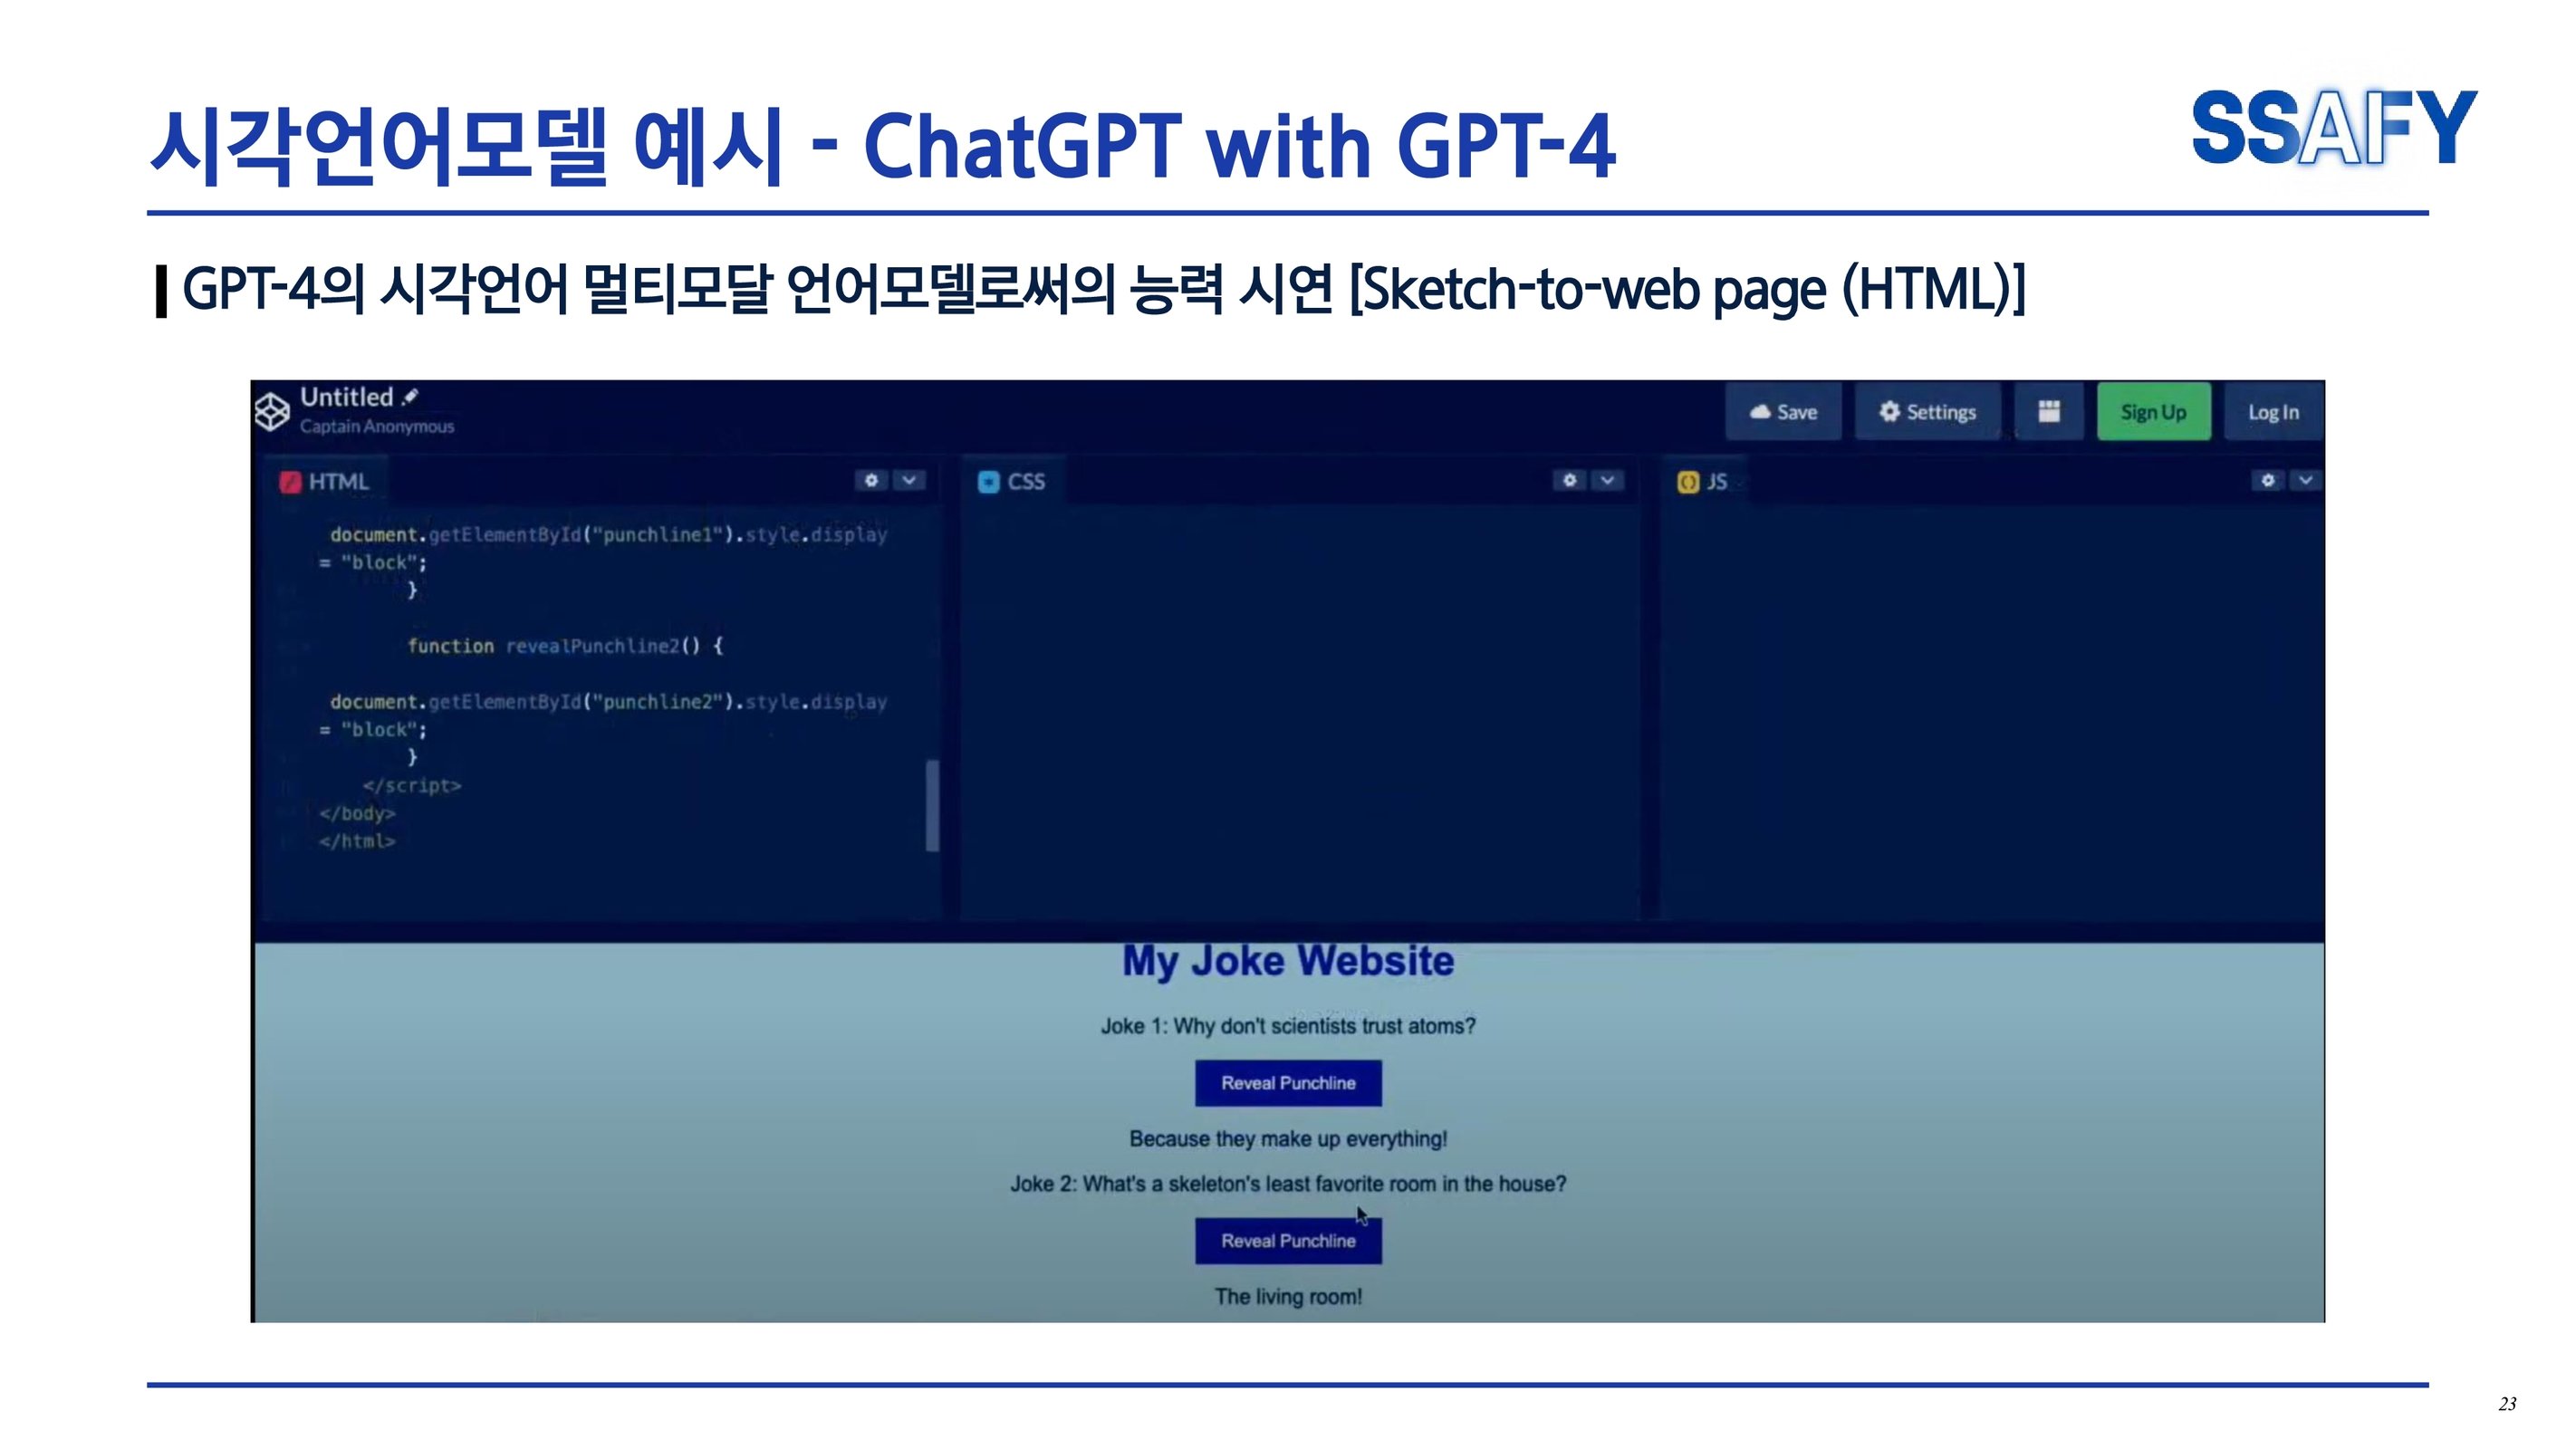 시각언어모델 예시 - ChatGPT with GPT-4
SSAFY
GPT-4의 시각언어 멀티모달 언어모델로써의 능력 시연 [Sketch-to-web page (HTML)]
Untitled
Captain Anonymous
Save
Settings
Sign Up
Log In
HTML
CSS
JS
document.getElementById("punchline1").style.display
= "block";
}
function revealPunchline2() {
document.getElementById("punchline2").style.display
= "block";
}
</script>
</body>
</html>
My Joke Website
Joke 1: Why don't scientists trust atoms?
Reveal Punchline
Because they make up everything!
Joke 2: What's a skeleton's least favorite room in the house?
Reveal Punchline
The living room!
23